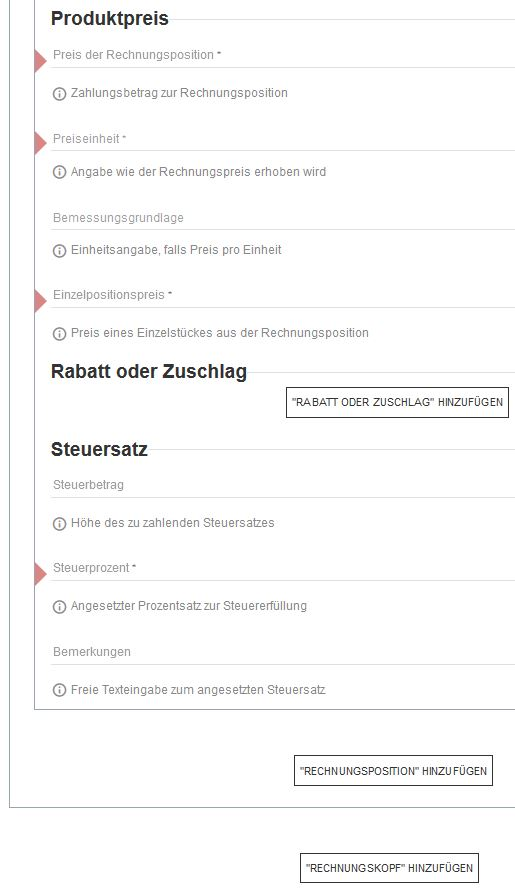 Produktpreis
Preis der Rechnungsposition *
Zahlungsbetrag zur Rechnungsposition
Preiseinheit *
Angabe wie der Rechnungspreis erhoben wird
Bemessungsgrundlage
Einheitsangabe, falls Preis pro Einheit
Einzelpositionspreis *
Preis eines Einzelstückes aus der Rechnungsposition
Rabatt oder Zuschlag
"RABATT ODER ZUSCHLAG" HINZUFÜGEN
Steuersatz
Steuerbetrag
Höhe des zu zahlenden Steuersatzes
Steuerprozent *
Angesetzter Prozentsatz zur Steuererfüllung
Bemerkungen
Freie Texteingabe zum angesetzten Steuersatz
"RECHNUNGSPOSITION" HINZUFÜGEN
"RECHNUNGSKOPF" HINZUFÜGEN